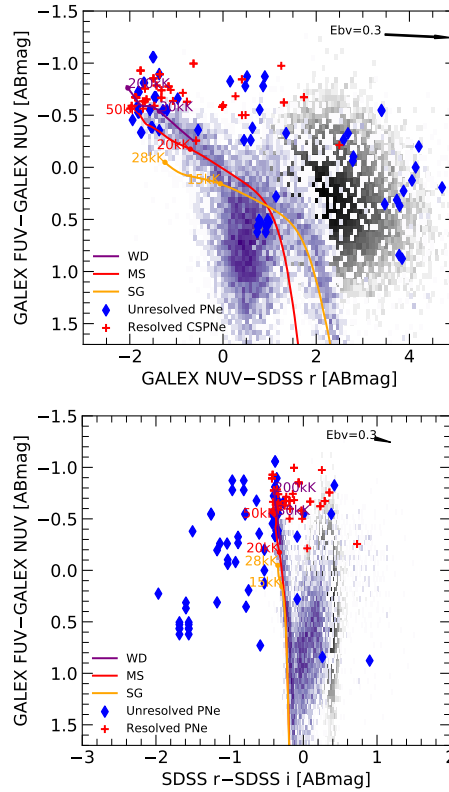 Ebv=0.3
−1.5
−1.0
−0.5
0.0
0.5
1.0
1.5
GALEX FUV−GALEX NUV [ABmag]
200kK
50kK
20kK
28kK
15kK
WD
MS
SG
Unresolved PNe
Resolved CSPNe
−2
0
2
4
GALEX NUV−SDSS r [ABmag]
Ebv=0.3
−1.5
−1.0
−0.5
0.0
0.5
1.0
1.5
GALEX FUV−GALEX NUV [ABmag]
200kK
50kK
20kK
28kK
15kK
WD
MS
SG
Unresolved PNe
Resolved PNe
−3
−2
−1
0
1
2
SDSS r−SDSS i [ABmag]